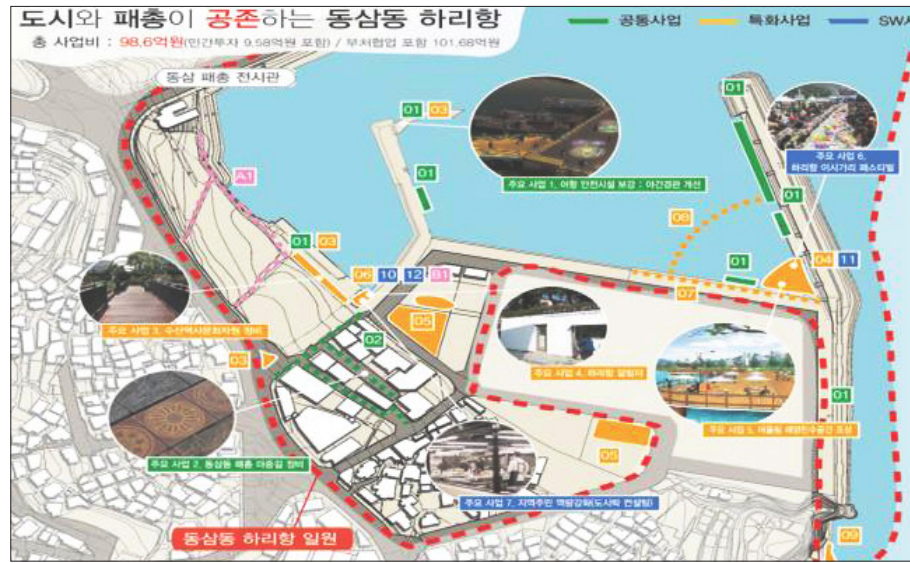 도시와 패총이 공존하는 동삼동 하리항
총 사업비 : 98.6억원(민간투자 9.58억원 포함) / 부처협업 포함 101.68억원
공통사업
특화사업
SW사
동삼 패총 전시관
A1
01 03
01
주요 사업 1. 어항 안전시설 보강 : 야간경관 개선
01
주요 사업 6.
하리항 이시가리 페스티벌
01
08
01 03
06 10 12 B1
01
04 11
07
05
주요 사업 3. 수산역사문화자원 정비
02
03
주요 사업 4. 하리항 알림터
주요 사업 5. 어울림 해양친수공간 조성
01
05
주요 사업 2. 동삼동 패총 마중길 정비
주요 사업 7. 지역주민 역량강화(도시락 컨설팅)
동삼동 하리항 일원
09